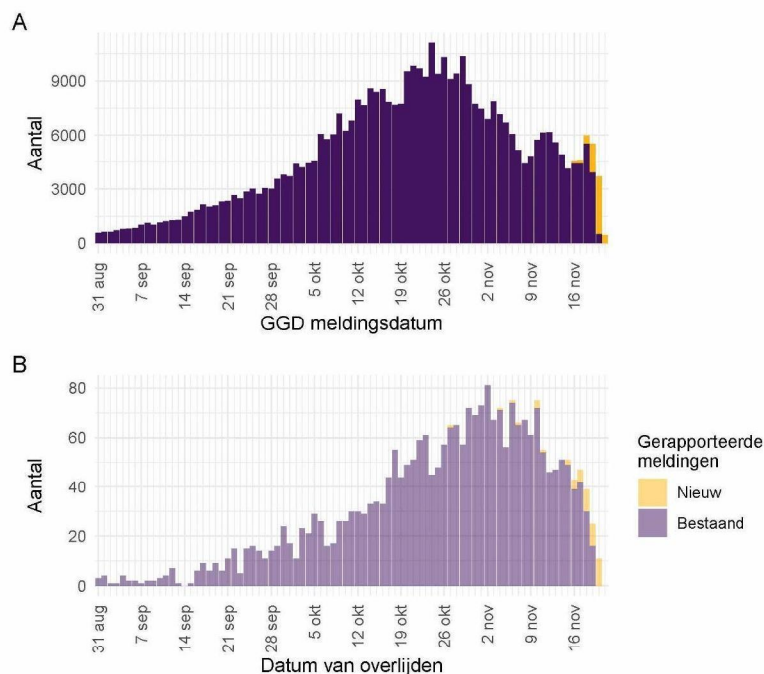 A
Aantal
9000
6000
3000
0
31 aug
7 sep
14 sep
21 sep
28 sep
5 okt
12 okt
19 okt
26 okt
2 nov
9 nov
16 nov
GGD meldingsdatum
B
Aantal
80
60
40
20
0
31 aug
7 sep
14 sep
21 sep
28 sep
5 okt
12 okt
19 okt
26 okt
2 nov
9 nov
16 nov
Datum van overlijden
Gerapporteerde
meldingen
Nieuw
Bestaand